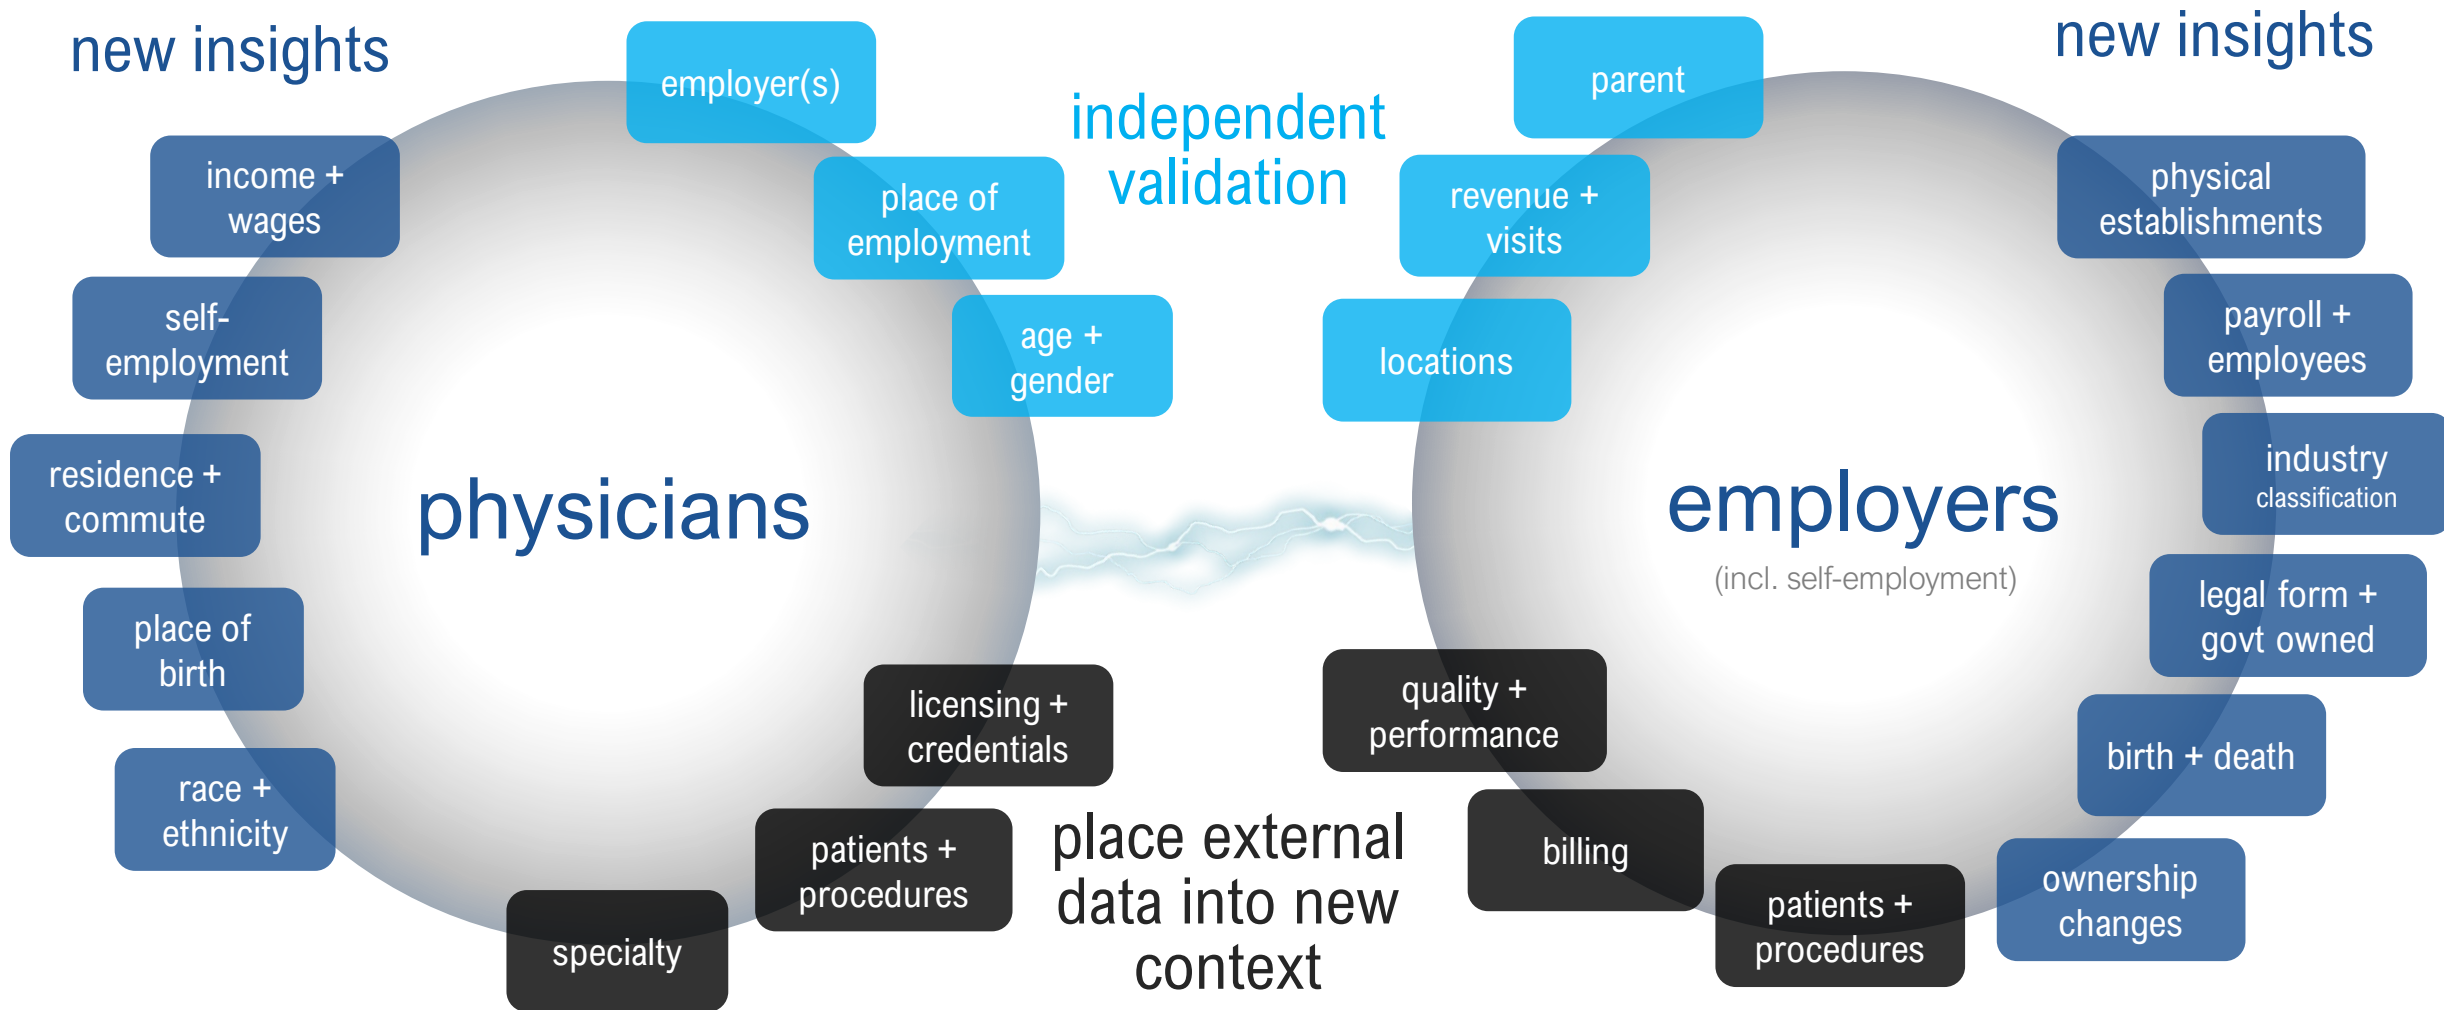 new insights
employer(s)
income +
wages
place of
employment
self-
employment
age +
gender
residence +
commute
physicians
place of
birth
licensing +
credentials
race +
ethnicity
patients +
procedures
specialty
independent
validation
place external
data into new
context
new insights
parent
revenue +
visits
physical
establishments
locations
payroll +
employees
industry
classification
employers
(incl. self-employment)
legal form +
govt owned
quality +
performance
birth + death
billing
ownership
changes
patients +
procedures